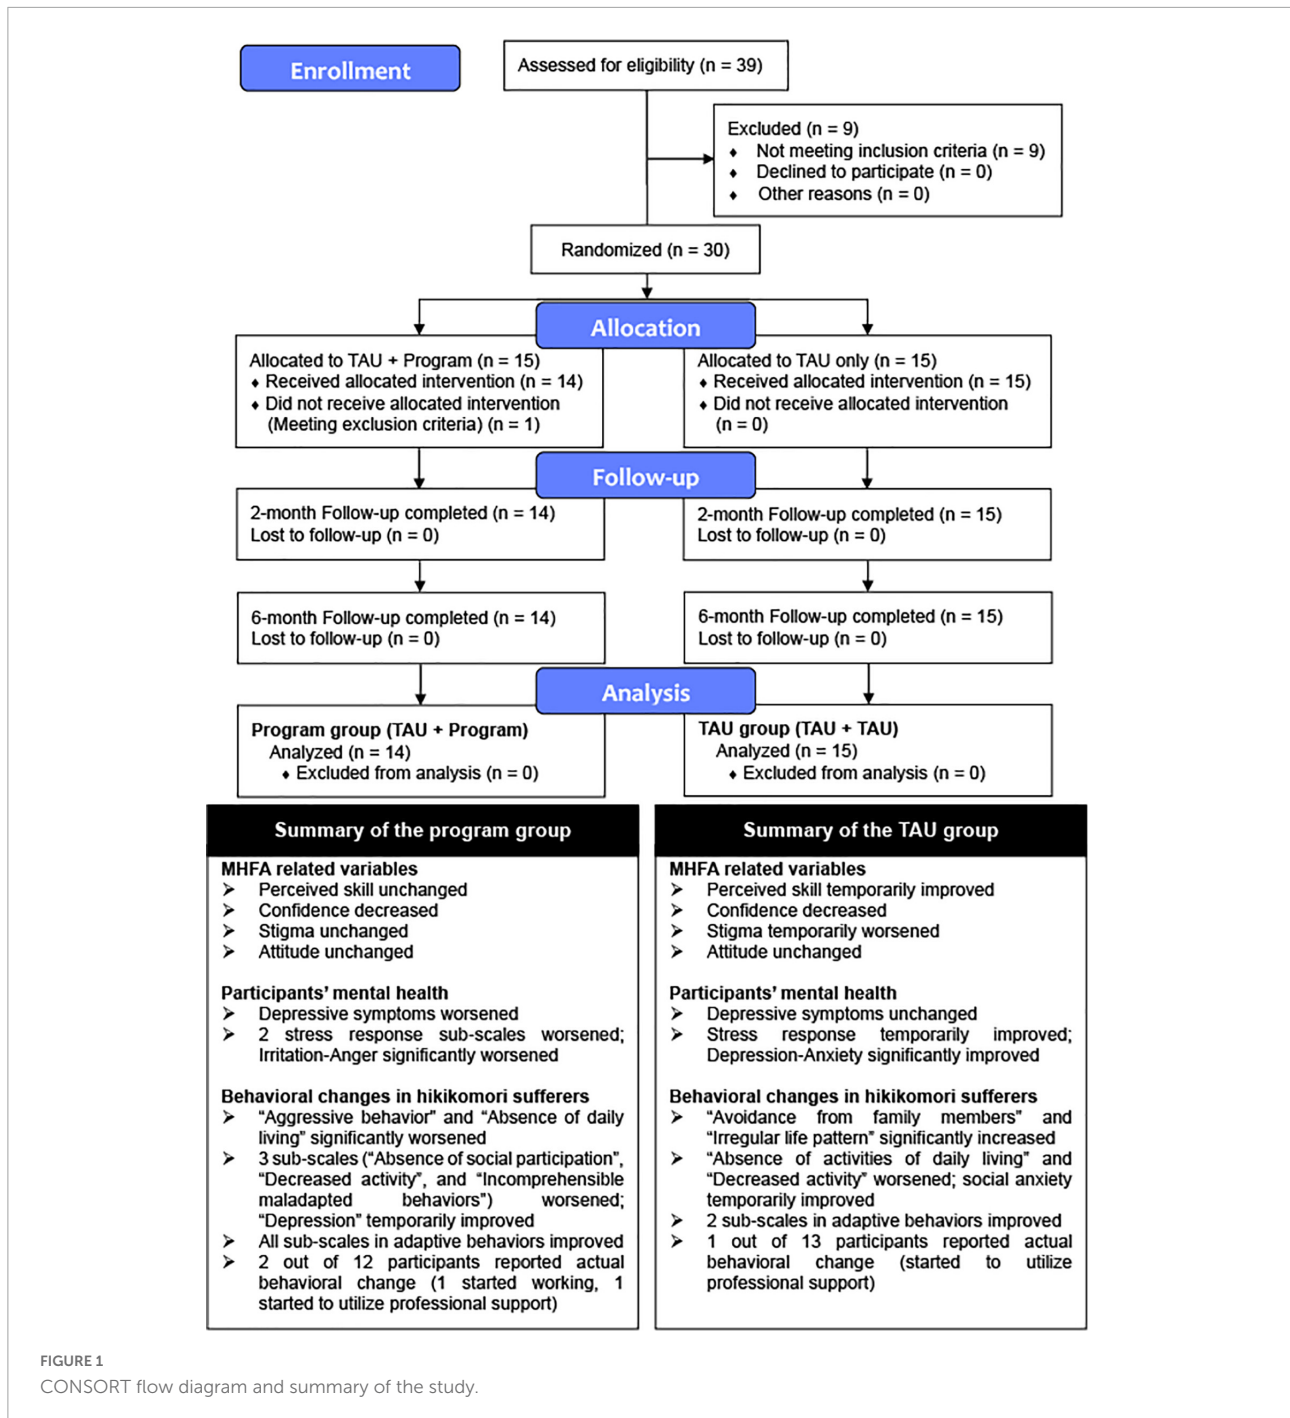 Enrollment
Assessed for eligibility (n = 39)
Excluded (n = 9)
♦ Not meeting inclusion criteria (n = 9)
♦ Declined to participate (n = 0)
♦ Other reasons (n = 0)
Randomized (n = 30)
Allocation
Allocated to TAU + Program (n = 15)
♦ Received allocated intervention (n = 14)
♦ Did not receive allocated intervention
(Meeting exclusion criteria) (n = 1)
Allocated to TAU only (n = 15)
♦ Received allocated intervention (n = 15)
♦ Did not receive allocated intervention
(n = 0)
Follow-up
2-month Follow-up completed (n = 14)
Lost to follow-up (n = 0)
2-month Follow-up completed (n = 15)
Lost to follow-up (n = 0)
6-month Follow-up completed (n = 14)
Lost to follow-up (n = 0)
6-month Follow-up completed (n = 15)
Lost to follow-up (n = 0)
Analysis
Program group (TAU + Program)
Analyzed (n = 14)
♦ Excluded from analysis (n = 0)
TAU group (TAU + TAU)
Analyzed (n = 15)
♦ Excluded from analysis (n = 0)
Summary of the program group
MHFA related variables
➢ Perceived skill unchanged
➢ Confidence decreased
➢ Stigma unchanged
➢ Attitude unchanged
Participants' mental health
➢ Depressive symptoms worsened
➢ 2 stress response sub-scales worsened;
Irritation-Anger significantly worsened
Behavioral changes in hikikomori sufferers
➢ “Aggressive behavior” and “Absence of daily
living” significantly worsened
➢ 3 sub-scales (“Absence of social participation”,
“Decreased activity”, and “Incomprehensible
maladapted behaviors”) worsened;
“Depression” temporarily improved
➢ All sub-scales in adaptive behaviors improved
➢ 2 out of 12 participants reported actual
behavioral change (1 started working, 1
started to utilize professional support)
Summary of the TAU group
MHFA related variables
➢ Perceived skill temporarily improved
➢ Confidence decreased
➢ Stigma temporarily worsened
➢ Attitude unchanged
Participants' mental health
➢ Depressive symptoms unchanged
➢ Stress response temporarily improved;
Depression-Anxiety significantly improved
Behavioral changes in hikikomori sufferers
➢ “Avoidance from family members” and
“Irregular life pattern” significantly increased
➢ “Absence of activities of daily living” and
“Decreased activity” worsened; social anxiety
temporarily improved
➢ 2 sub-scales in adaptive behaviors improved
➢ 1 out of 13 participants reported actual
behavioral change (started to utilize
professional support)
FIGURE 1
CONSORT flow diagram and summary of the study.